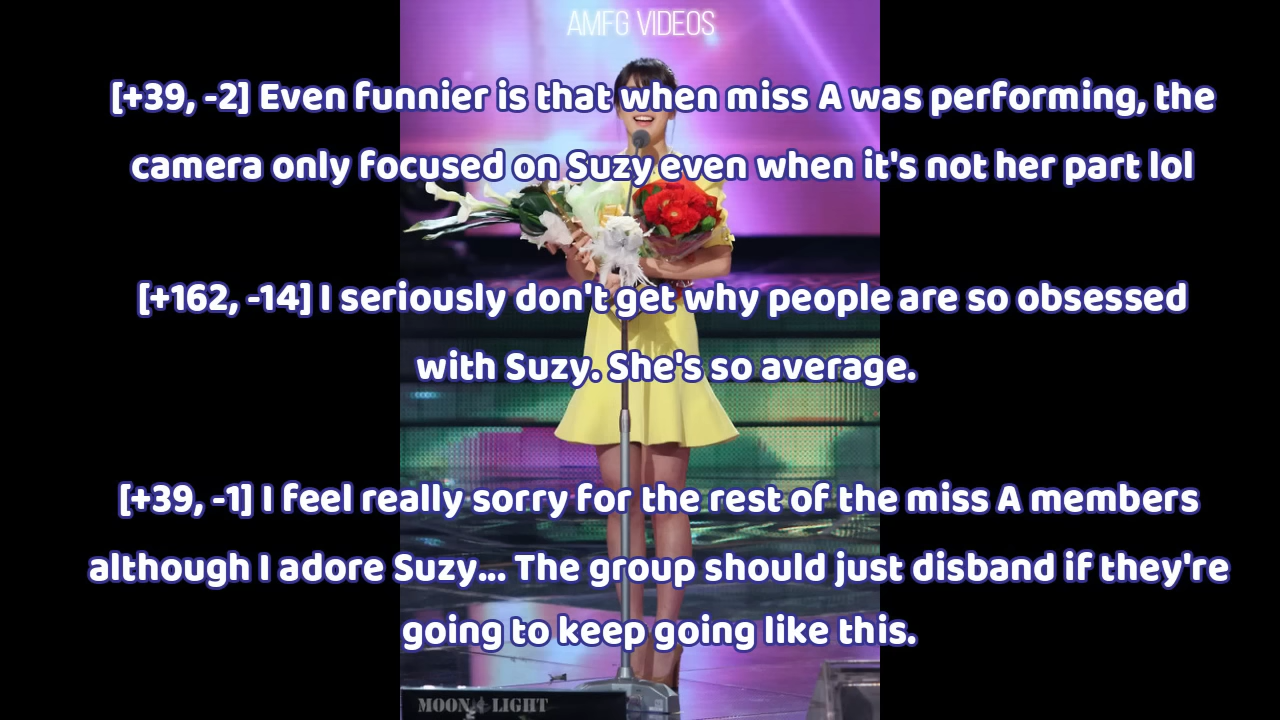 AMFG VIDEOS
[+39, -2] Even funnier is that when miss A was performing, the
camera only focused on Suzy even when it's not her part lol
[+162, -14] I seriously don't get why people are so obsessed
with Suzy. She's so average.
[+39, -1] I feel really sorry for the rest of the miss A members
although I adore Suzy... The group should just disband if they're
going to keep going like this.
MOON LIGHT